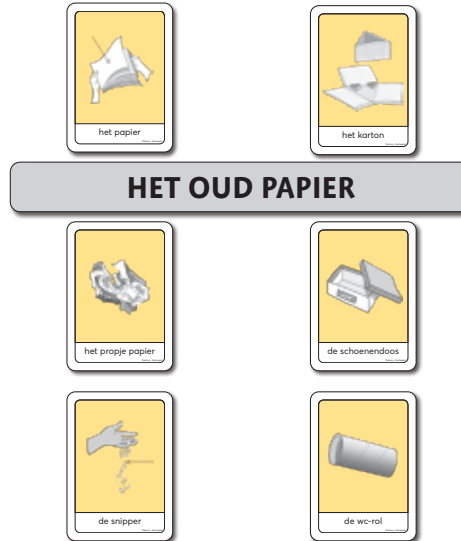 het papier
het karton
HET OUD PAPIER
het propje papier
de schoenendoos
de snipper
de wc-rol